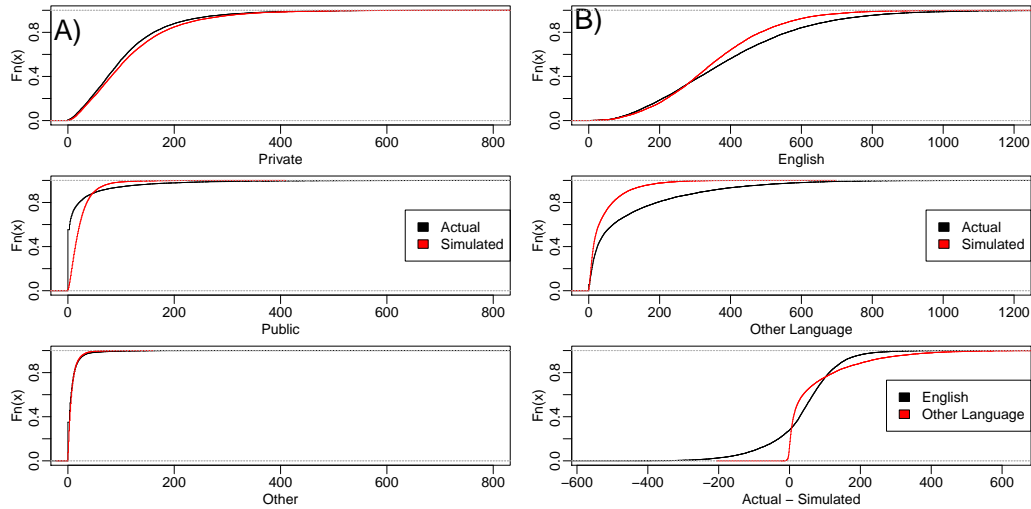 A)
Fn(x)
0.0 0.4 0.8
0 200 400 600 800
Private
Fn(x)
0.0 0.4 0.8
Actual
Simulated
0 200 400 600 800
Public
Fn(x)
0.0 0.4 0.8
0 200 400 600 800
Other
B)
Fn(x)
0.0 0.4 0.8
0 200 400 600 800 1000 1200
English
Fn(x)
0.0 0.4 0.8
Actual
Simulated
0 200 400 600 800 1000 1200
Other Language
Fn(x)
0.0 0.4 0.8
English
Other Language
−600 −400 −200 0 200 400 600
Actual − Simulated